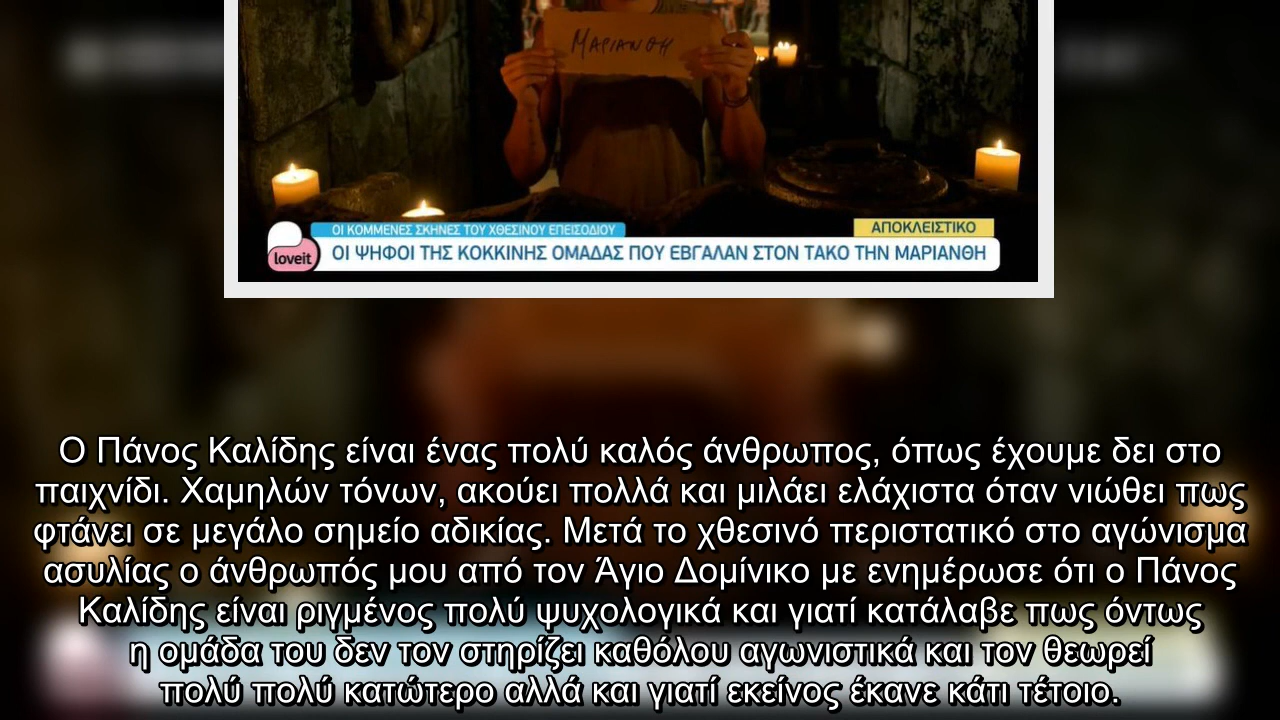 ΜΑΡΙΑΝΘΗ
ΟΙ ΚΟΜΜΕΝΕΣ ΣΚΗΝΕΣ ΤΟΥ ΧΘΕΣΙΝΟΥ ΕΠΕΙΣΟΔΙΟΥ
ΑΠΟΚΛΕΙΣΤΙΚΟ
loveit
ΟΙ ΨΗΦΟΙ ΤΗΣ ΚΟΚΚΙΝΗΣ ΟΜΑΔΑΣ ΠΟΥ ΕΒΓΑΛΑΝ ΣΤΟΝ ΤΑΚΟ ΤΗΝ ΜΑΡΙΑΝΘΗ
Ο Πάνος Καλίδης είναι ένας πολύ καλός άνθρωπος, όπως έχουμε δει στο
παιχνίδι. Χαμηλών τόνων, ακούει πολλά και μιλάει ελάχιστα όταν νιώθει πως
φτάνει σε μεγάλο σημείο αδικίας. Μετά το χθεσινό περιστατικό στο αγώνισμα
ασυλίας ο άνθρωπός μου από τον Άγιο Δομίνικο με ενημέρωσε ότι ο Πάνος
Καλίδης είναι ριγμένος πολύ ψυχολογικά και γιατί κατάλαβε πως όντως
η ομάδα του δεν τον στηρίζει καθόλου αγωνιστικά και τον θεωρεί
πολύ πολύ κατώτερο αλλά και γιατί εκείνος έκανε κάτι τέτοιο.